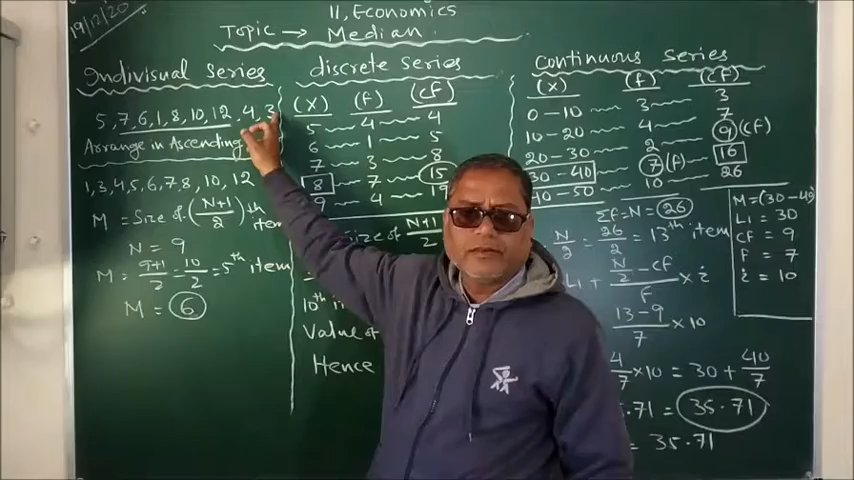 19/12/20
11, Economics
Topic → Median
Indivisual Series
5, 7, 6, 1, 8, 10, 12, 4, 3
Arrange in Ascending
1, 3, 4, 5, 6, 7, 8, 10, 12
M = Size of (N+1/2)th item
N = 9
M = 9+1/2 = 10/2 = 5th item
M = 6
Discrete Series
(X) (f) (CF)
5 4 4
6 1 5
7 3 8
8 7 15
4 19
Size of N+1/2
10th
Value
Hence
Continuous Series
(X) (f) (CF)
0-10 3 3
10-20 4 7
20-30 2 9 (CF)
30-40 7 (F) 16
40-50 10 26
Σf = N = 26
N/2 = 26/2 = 13th item
L1 + N/2 - CF / F × i
13-9/7 × 10
4/7 × 10 = 30 + 40/7
.71 = 35.71
= 35.71
M = (30-40)
L1 = 30
CF = 9
F = 7
i = 10